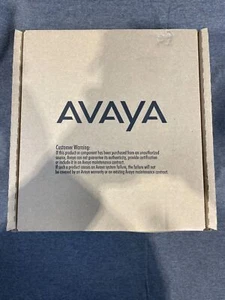 AVAYA
Customer Warning:
If this product or component has been purchased from an unauthorized
source, Avaya can not guarantee its authenticity, provide certification
or include it in an Avaya maintenance contract.
If such a product causes an Avaya system failure, the failure will not
be covered by an Avaya warranty or an existing Avaya maintenance contract.